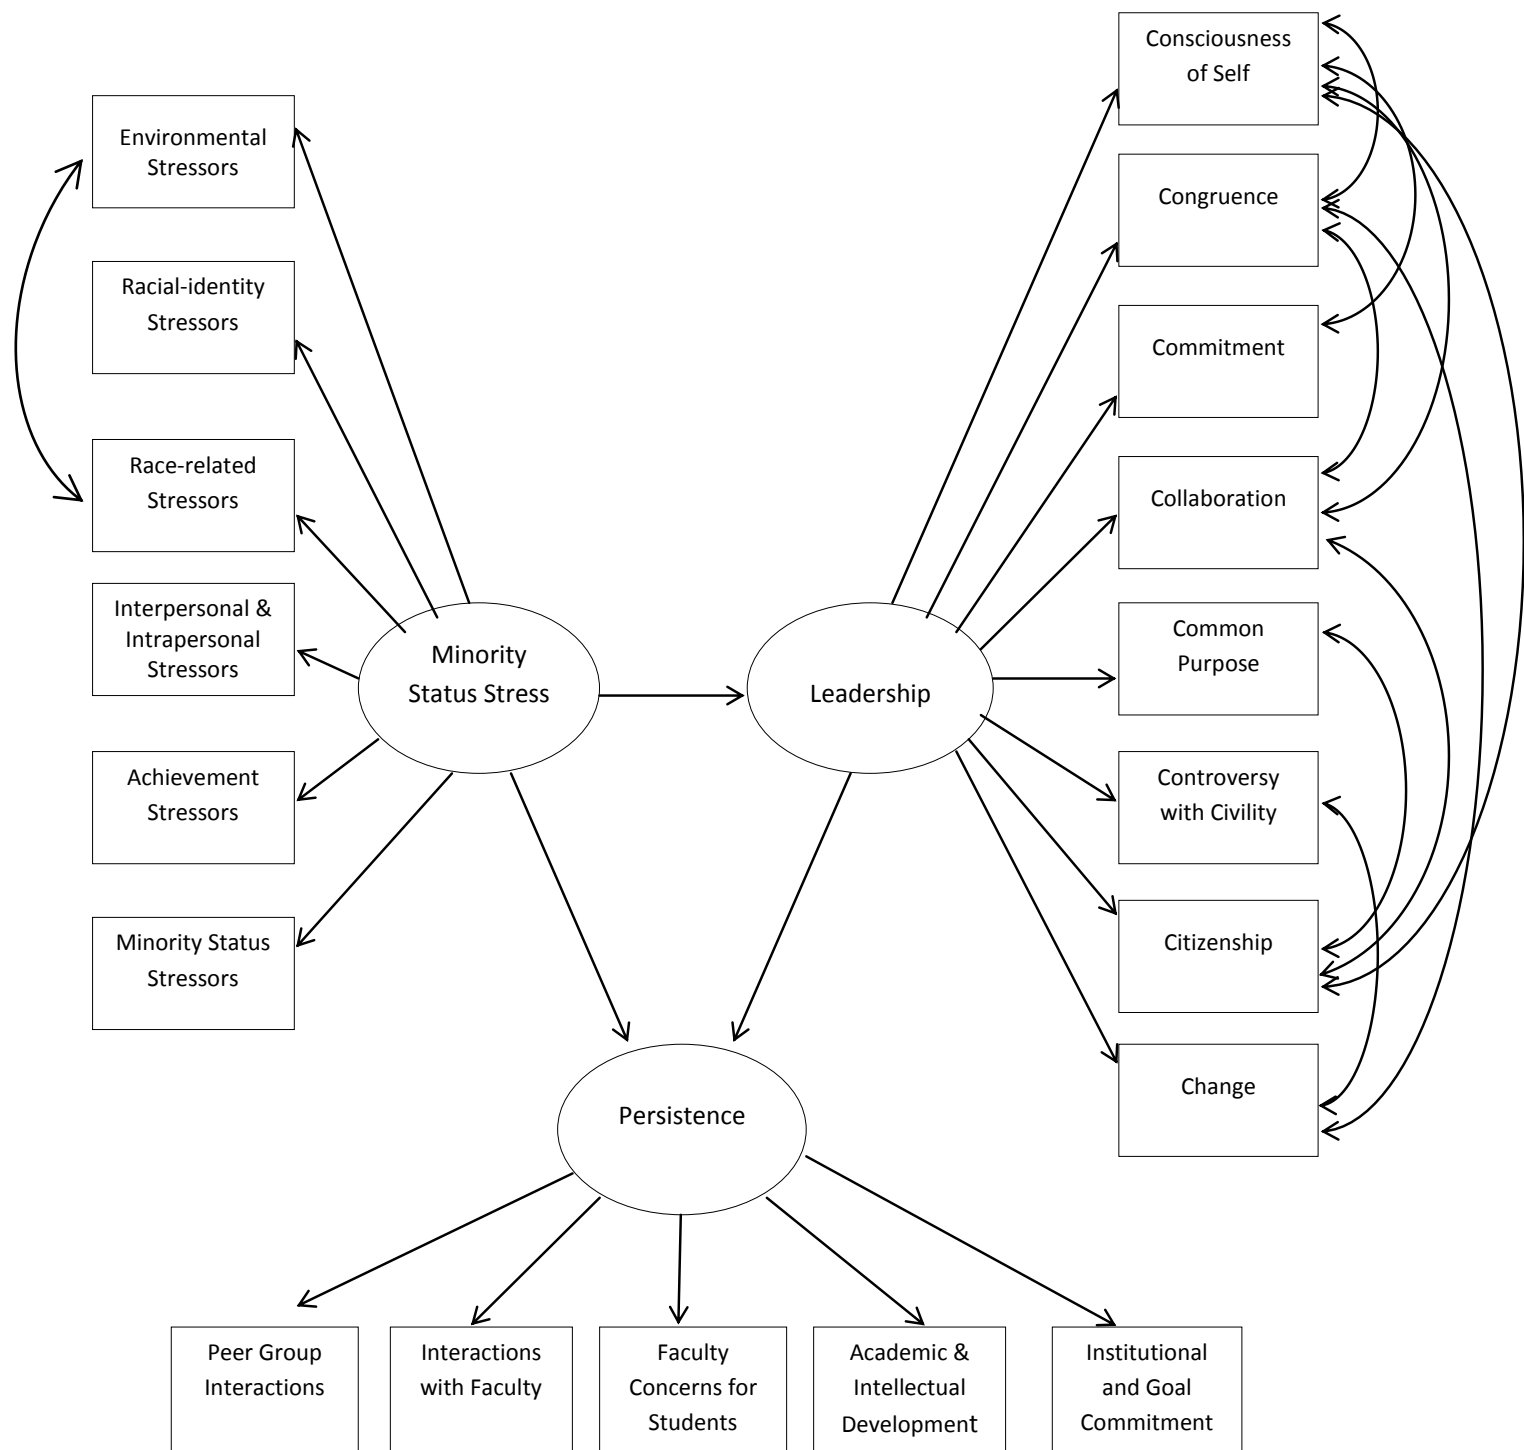 Consciousness
of Self
Environmental
Stressors
Congruence
Racial-identity
Stressors
Commitment
Race-related
Stressors
Collaboration
Interpersonal &
Intrapersonal
Stressors
Minority
Status Stress
Leadership
Common
Purpose
Achievement
Stressors
Controversy
with Civility
Minority Status
Stressors
Citizenship
Change
Persistence
Peer Group
Interactions
Interactions
with Faculty
Faculty
Concerns for
Students
Academic &
Intellectual
Development
Institutional
and Goal
Commitment